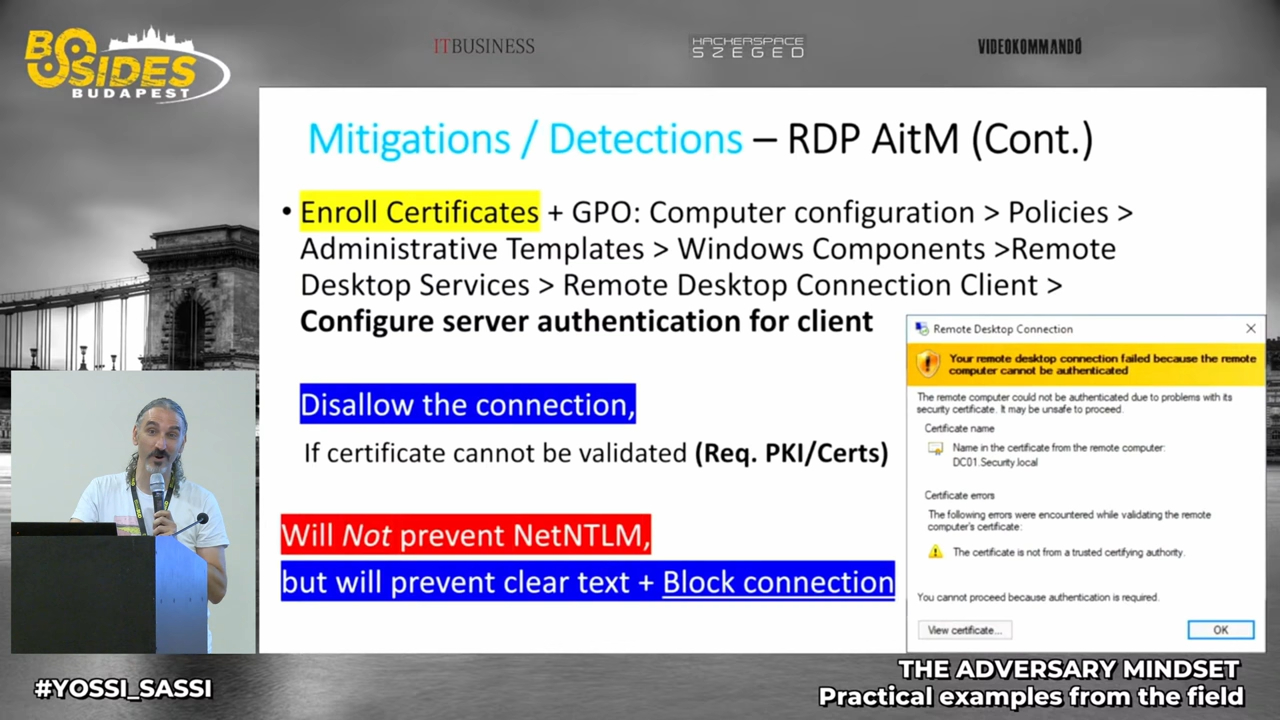 BSIDES
BUDAPEST
ITBUSINESS
HACKERSPACE
SZEGED
VIDEOKOMMANDÓ
Mitigations / Detections – RDP AitM (Cont.)
• Enroll Certificates + GPO: Computer configuration > Policies >
Administrative Templates > Windows Components >Remote
Desktop Services > Remote Desktop Connection Client >
Configure server authentication for client
Disallow the connection,
If certificate cannot be validated (Req. PKI/Certs)
Will Not prevent NetNTLM,
but will prevent clear text + Block connection
Remote Desktop Connection
Your remote desktop connection failed because the remote
computer cannot be authenticated
The remote computer could not be authenticated due to problems with its
security certificate. It may be unsafe to proceed.
Certificate name
Name in the certificate from the remote computer:
DC01.Security.local
Certificate errors
The following errors were encountered while validating the remote
computer's certificate:
The certificate is not from a trusted certifying authority.
You cannot proceed because authentication is required.
View certificate...
OK
#YOSSI_SASSI
THE ADVERSARY MINDSET
Practical examples from the field